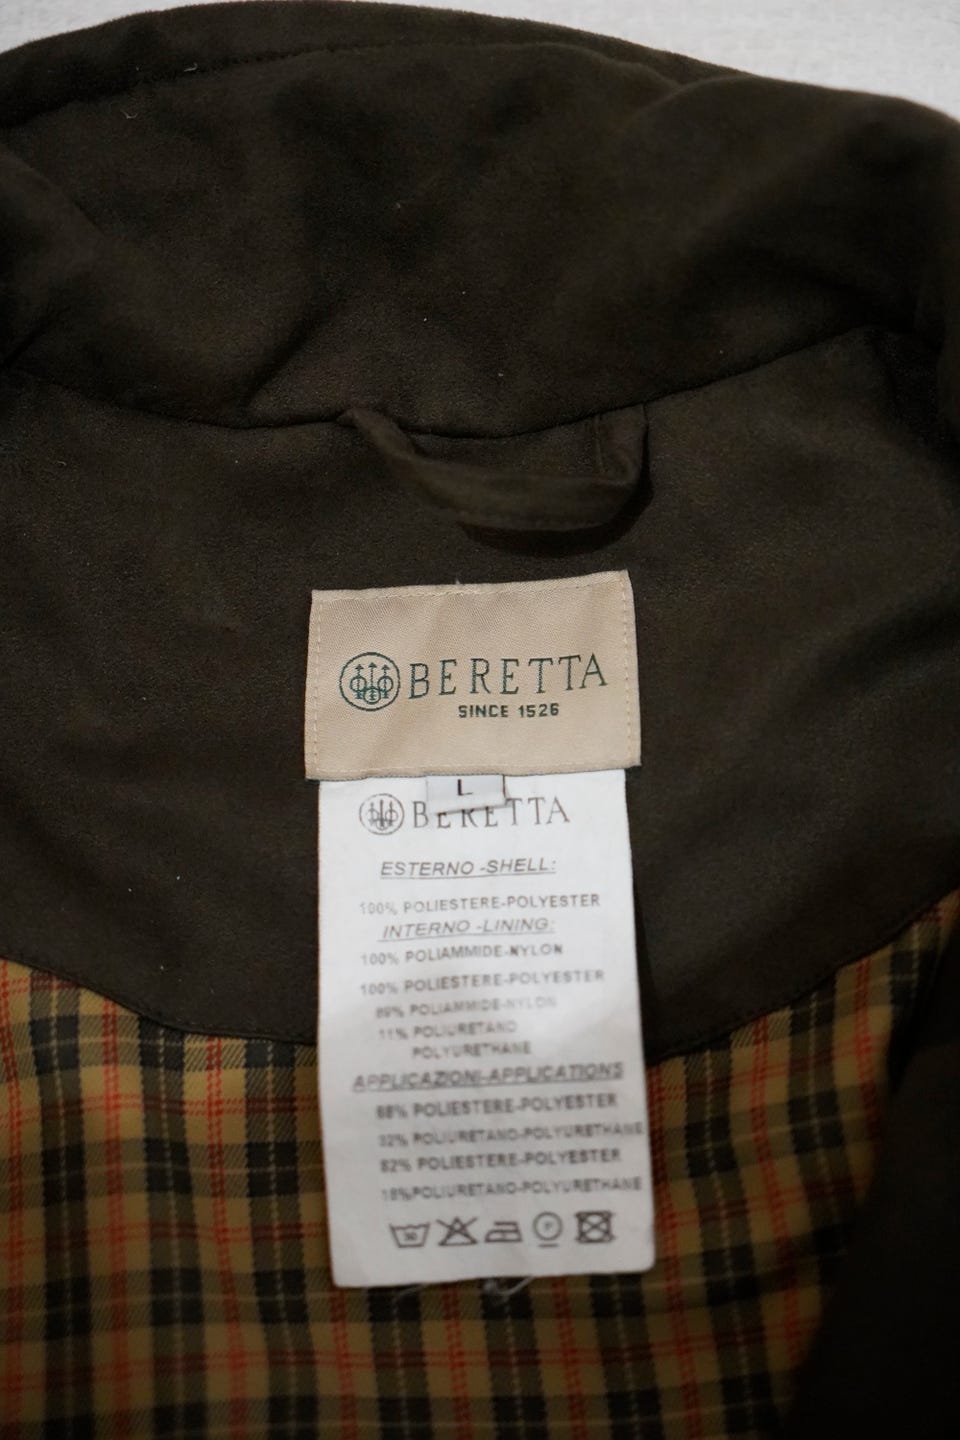 BERETTA
SINCE 1526
L
BERETTA
ESTERNO -SHELL:
100% POLIESTERE-POLYESTER
INTERNO -LINING:
100% POLIAMMIDE-NYLON
100% POLIESTERE-POLYESTER
89% POLIAMMIDE-NYLON
11% POLIURETANO
POLYURETHANE
APPLICAZIONI-APPLICATIONS
68% POLIESTERE-POLYESTER
32% POLIURETANO-POLYURETHANE
82% POLIESTERE-POLYESTER
18%POLIURETANO-POLYURETHANE
30 P